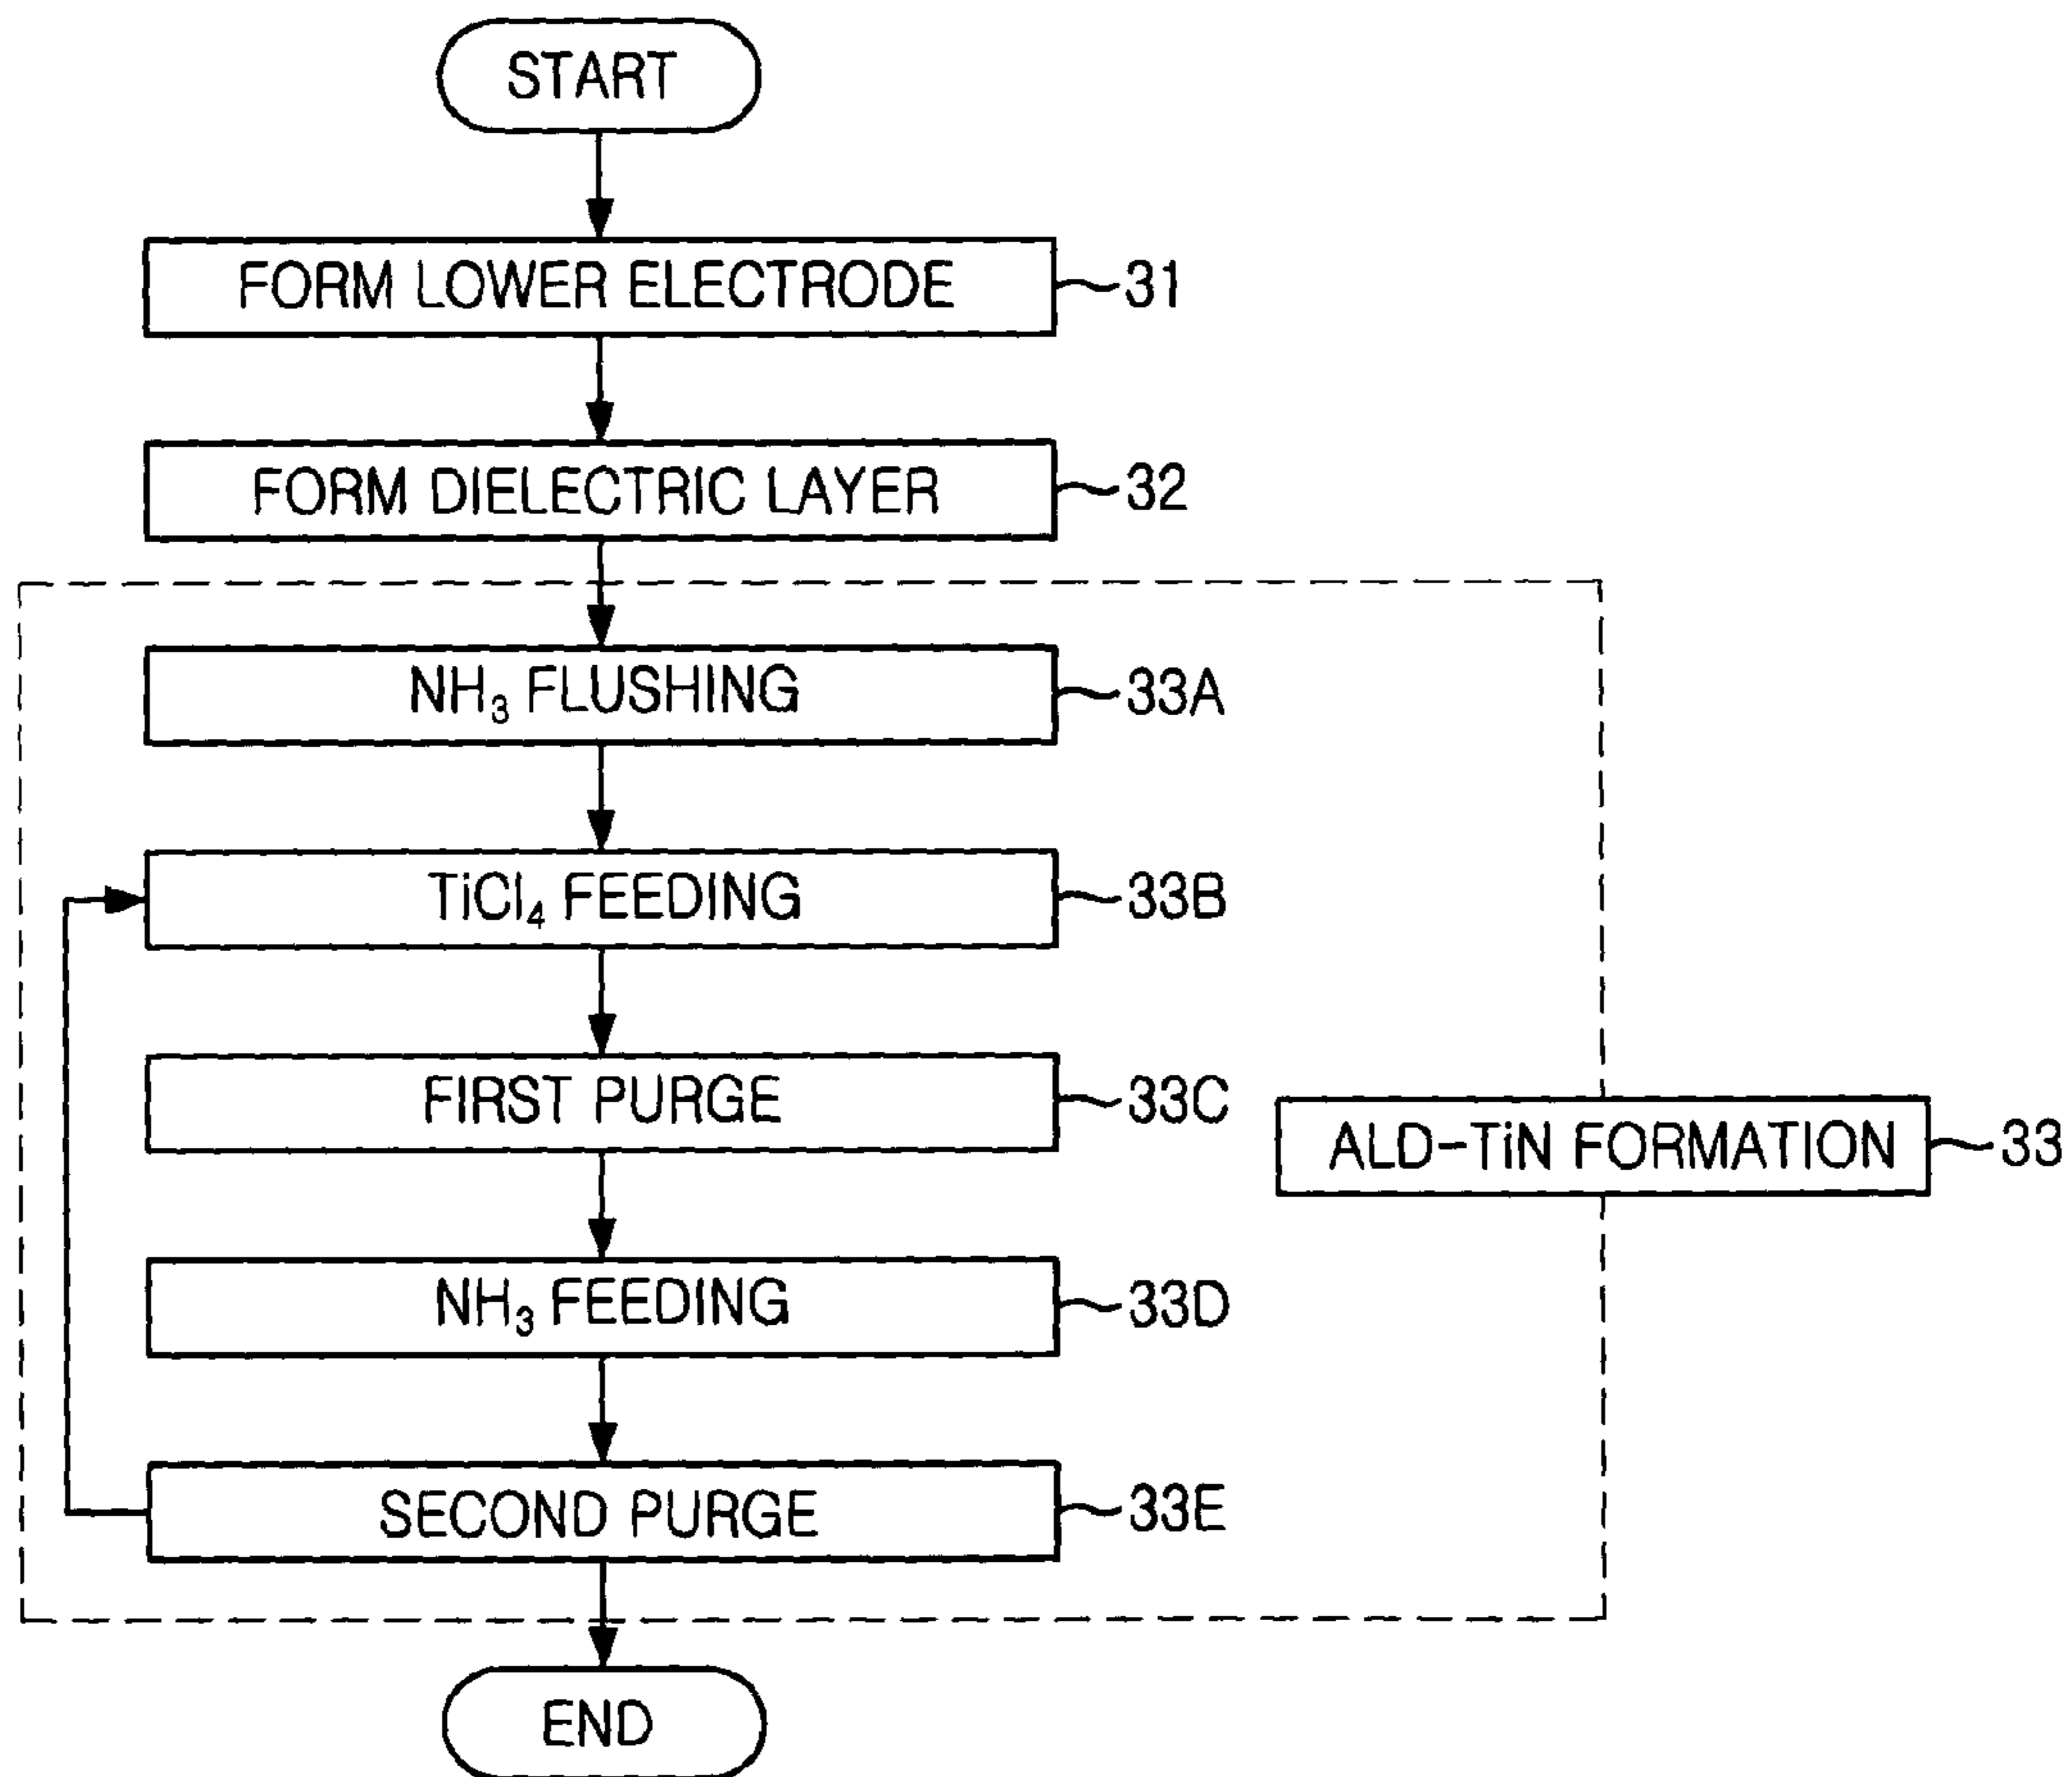 START
FORM LOWER ELECTRODE
31
FORM DIELECTRIC LAYER
32
NH₃ FLUSHING
33A
TiCl₄ FEEDING
33B
FIRST PURGE
33C
ALD-TiN FORMATION
33
NH₃ FEEDING
33D
SECOND PURGE
33E
END